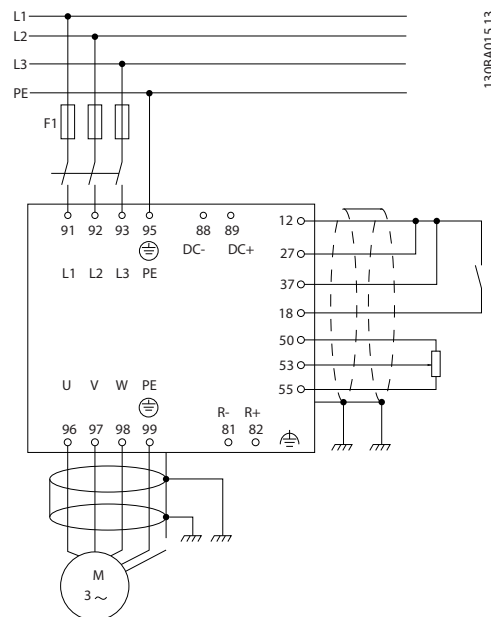 L1
L2
L3
PE
130BA015.13
F1
91 92 93 95 88 89
DC- DC+
L1 L2 L3 PE
12
27
37
18
50
53
55
U V W PE
96 97 98 99
R- R+
81 82
M
3 ~